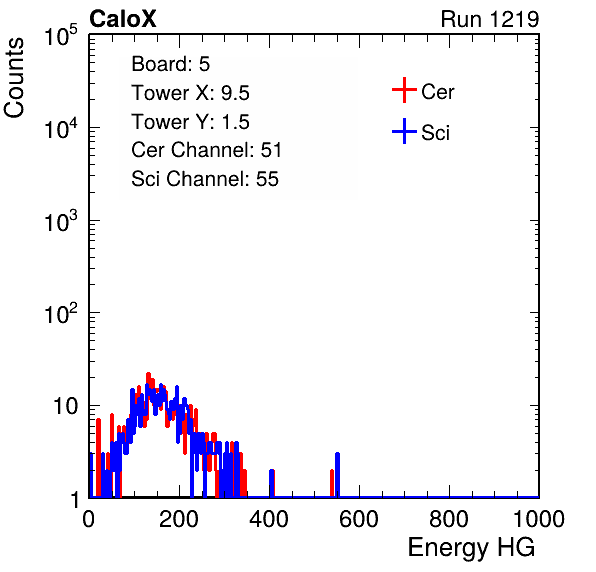 CaloX Run 1219
Counts
10^5
10^4
10^3
10^2
10
1
Board: 5
Tower X: 9.5
Tower Y: 1.5
Cer Channel: 51
Sci Channel: 55
Cer
Sci
0 200 400 600 800 1000
Energy HG